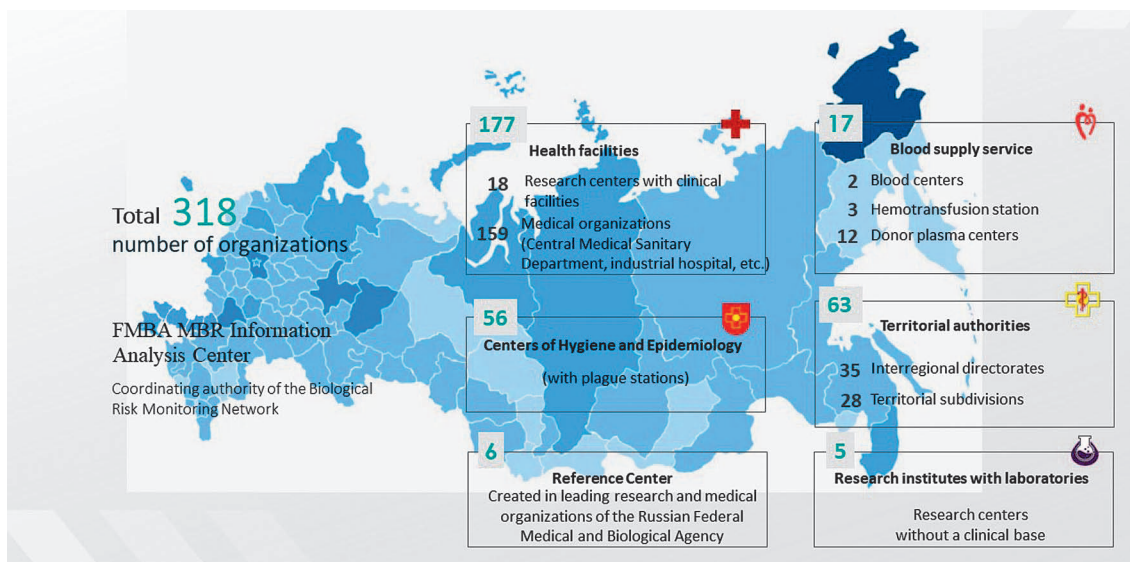 Total 318
number of organizations
FMBA MBR Information
Analysis Center
Coordinating authority of the Biological
Risk Monitoring Network
177
Health facilities
18 Research centers with clinical
facilities
159 Medical organizations
(Central Medical Sanitary
Department, industrial hospital, etc.)
56
Centers of Hygiene and Epidemiology
(with plague stations)
6
Reference Center
Created in leading research and medical
organizations of the Russian Federal
Medical and Biological Agency
17
Blood supply service
2 Blood centers
3 Hemotransfusion station
12 Donor plasma centers
63
Territorial authorities
35 Interregional directorates
28 Territorial subdivisions
5
Research institutes with laboratories
Research centers
without a clinical base